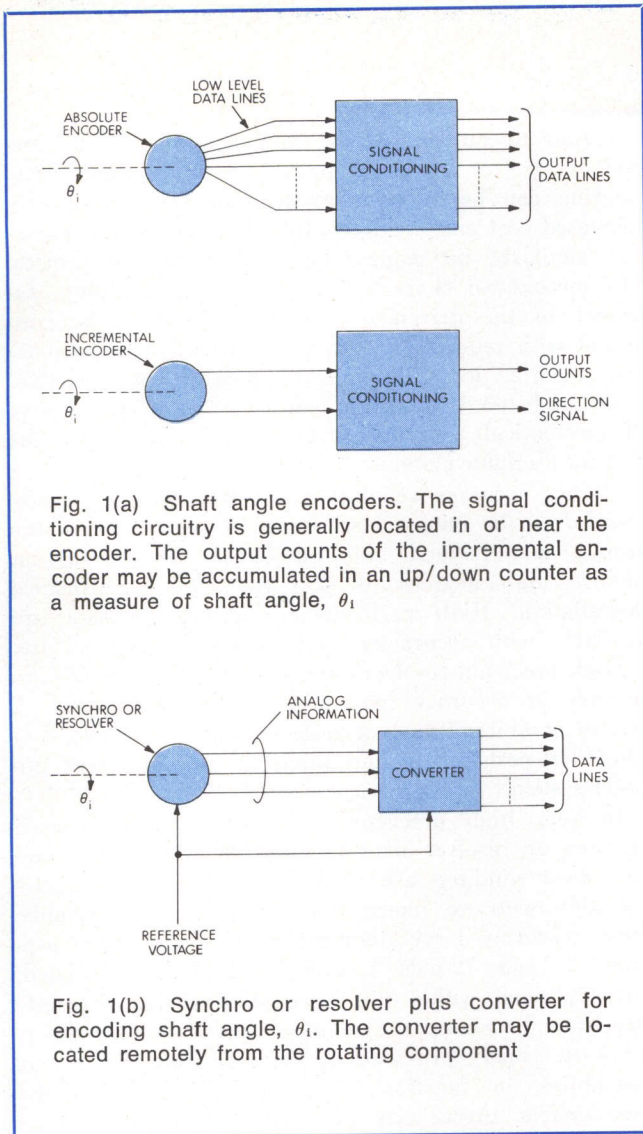 LOW LEVEL
DATA LINES
ABSOLUTE
ENCODER
SIGNAL
CONDITIONING
OUTPUT
DATA LINES
θi
INCREMENTAL
ENCODER
SIGNAL
CONDITIONING
OUTPUT
COUNTS
DIRECTION
SIGNAL
θi
Fig. 1(a) Shaft angle encoders. The signal condi-
tioning circuitry is generally located in or near the
encoder. The output counts of the incremental en-
coder may be accumulated in an up/down counter as
a measure of shaft angle, θi
SYNCHRO OR
RESOLVER
ANALOG
INFORMATION
CONVERTER
DATA
LINES
θi
REFERENCE
VOLTAGE
Fig. 1(b) Synchro or resolver plus converter for
encoding shaft angle, θi. The converter may be lo-
cated remotely from the rotating component